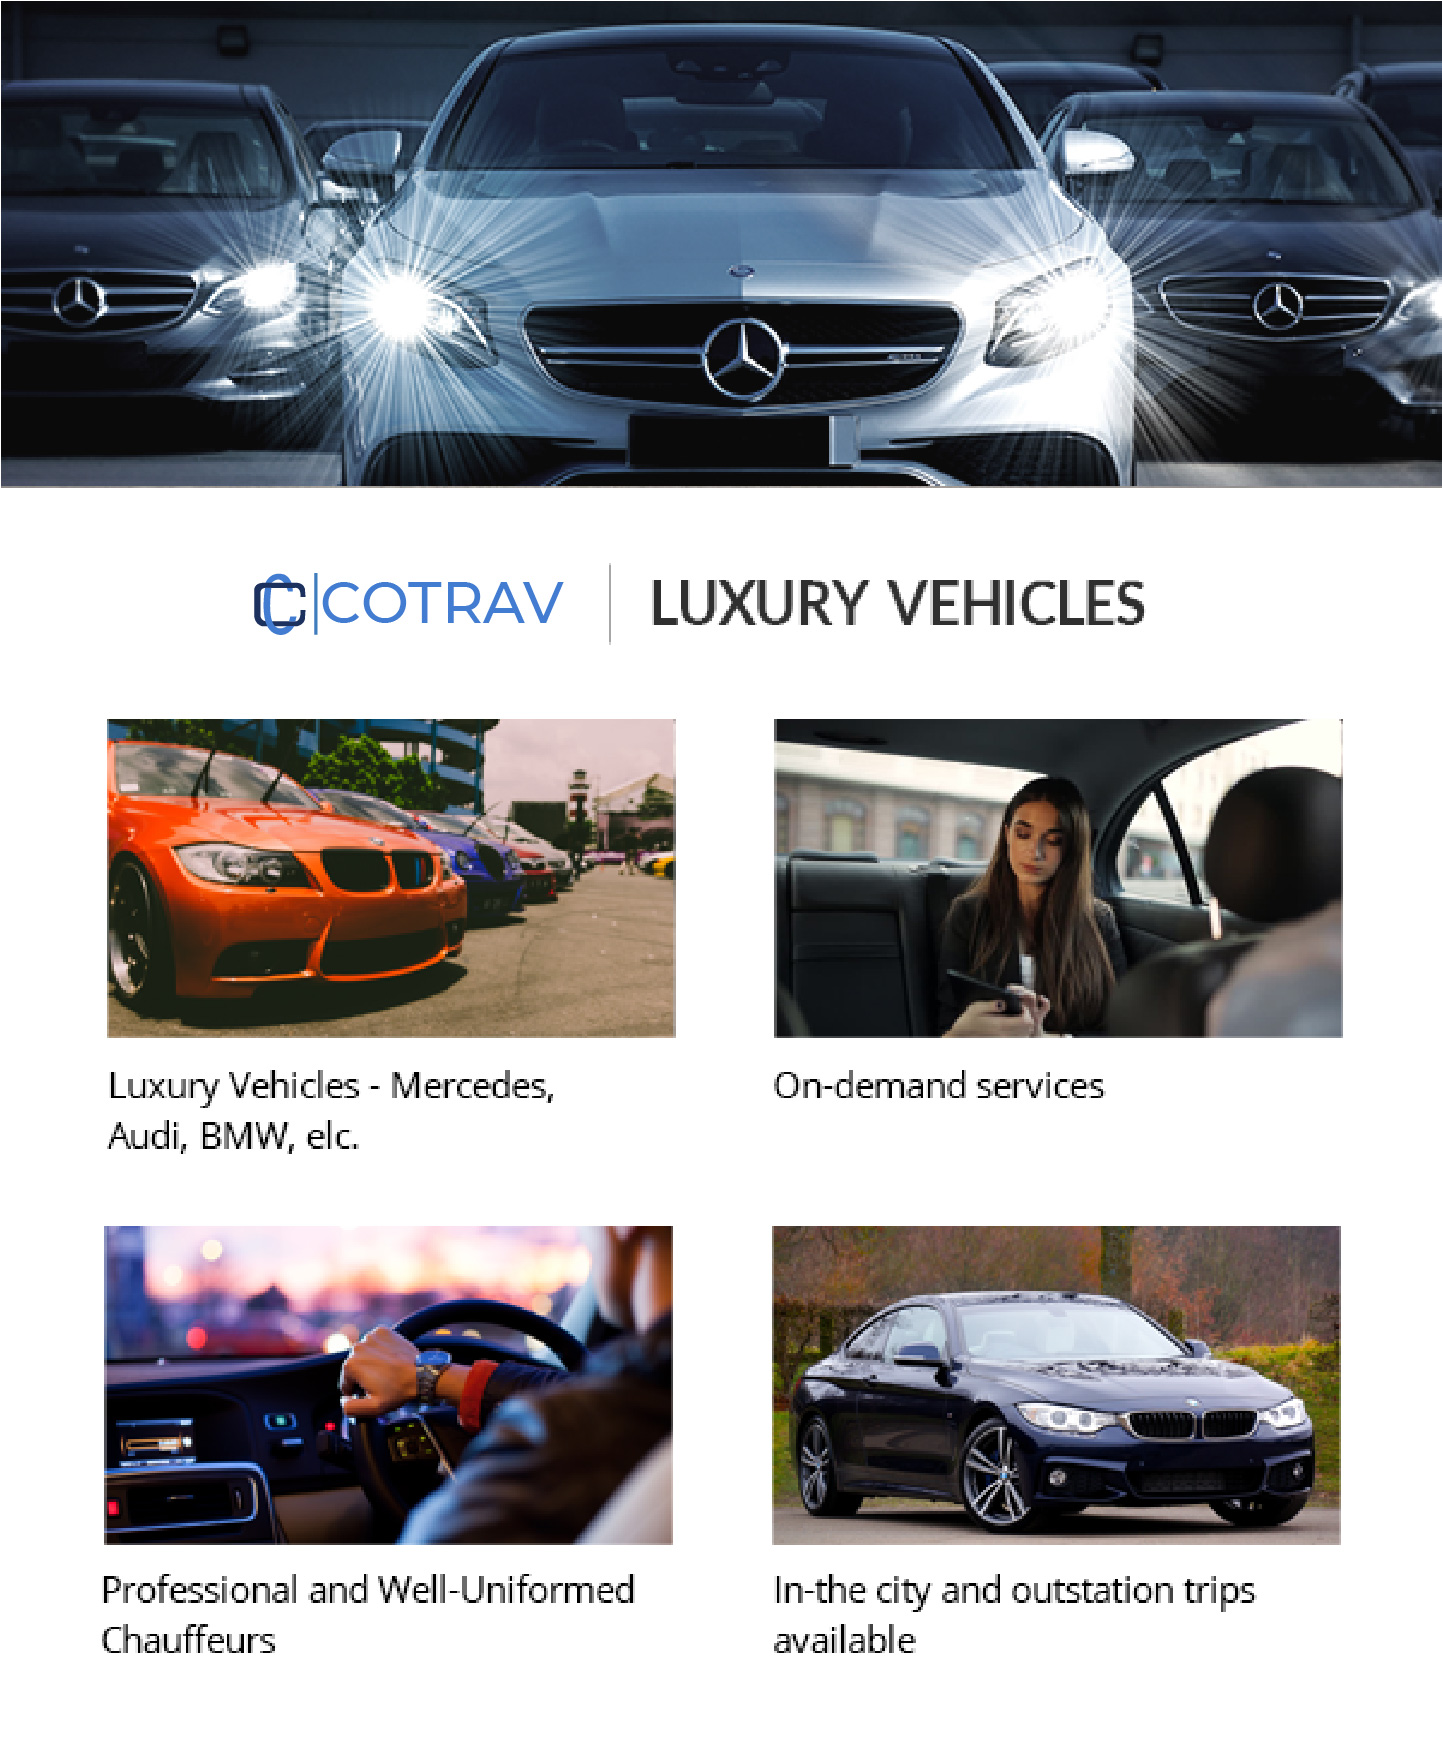 COTRAV
LUXURY VEHICLES
Luxury Vehicles - Mercedes,
Audi, BMW, elc.
On-demand services
Professional and Well-Uniformed
Chauffeurs
In-the city and outstation trips
available